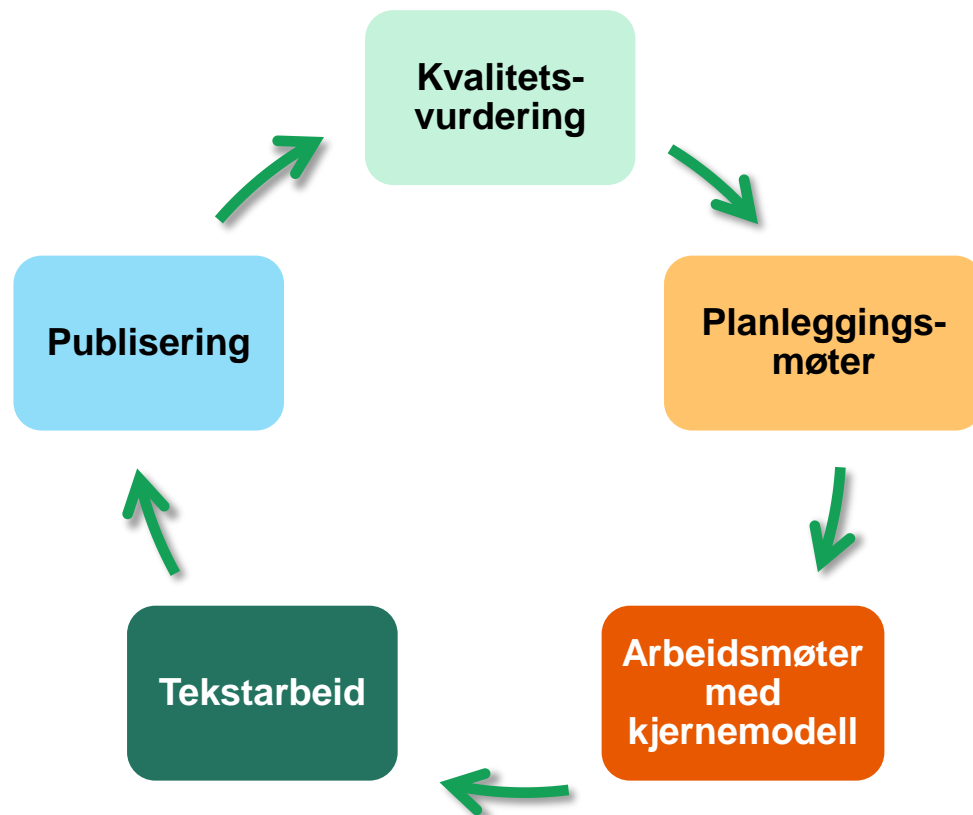 Kvalitets-
vurdering
Planleggings-
møter
Arbeidsmøter
med
kjernemodell
Tekstarbeid
Publisering